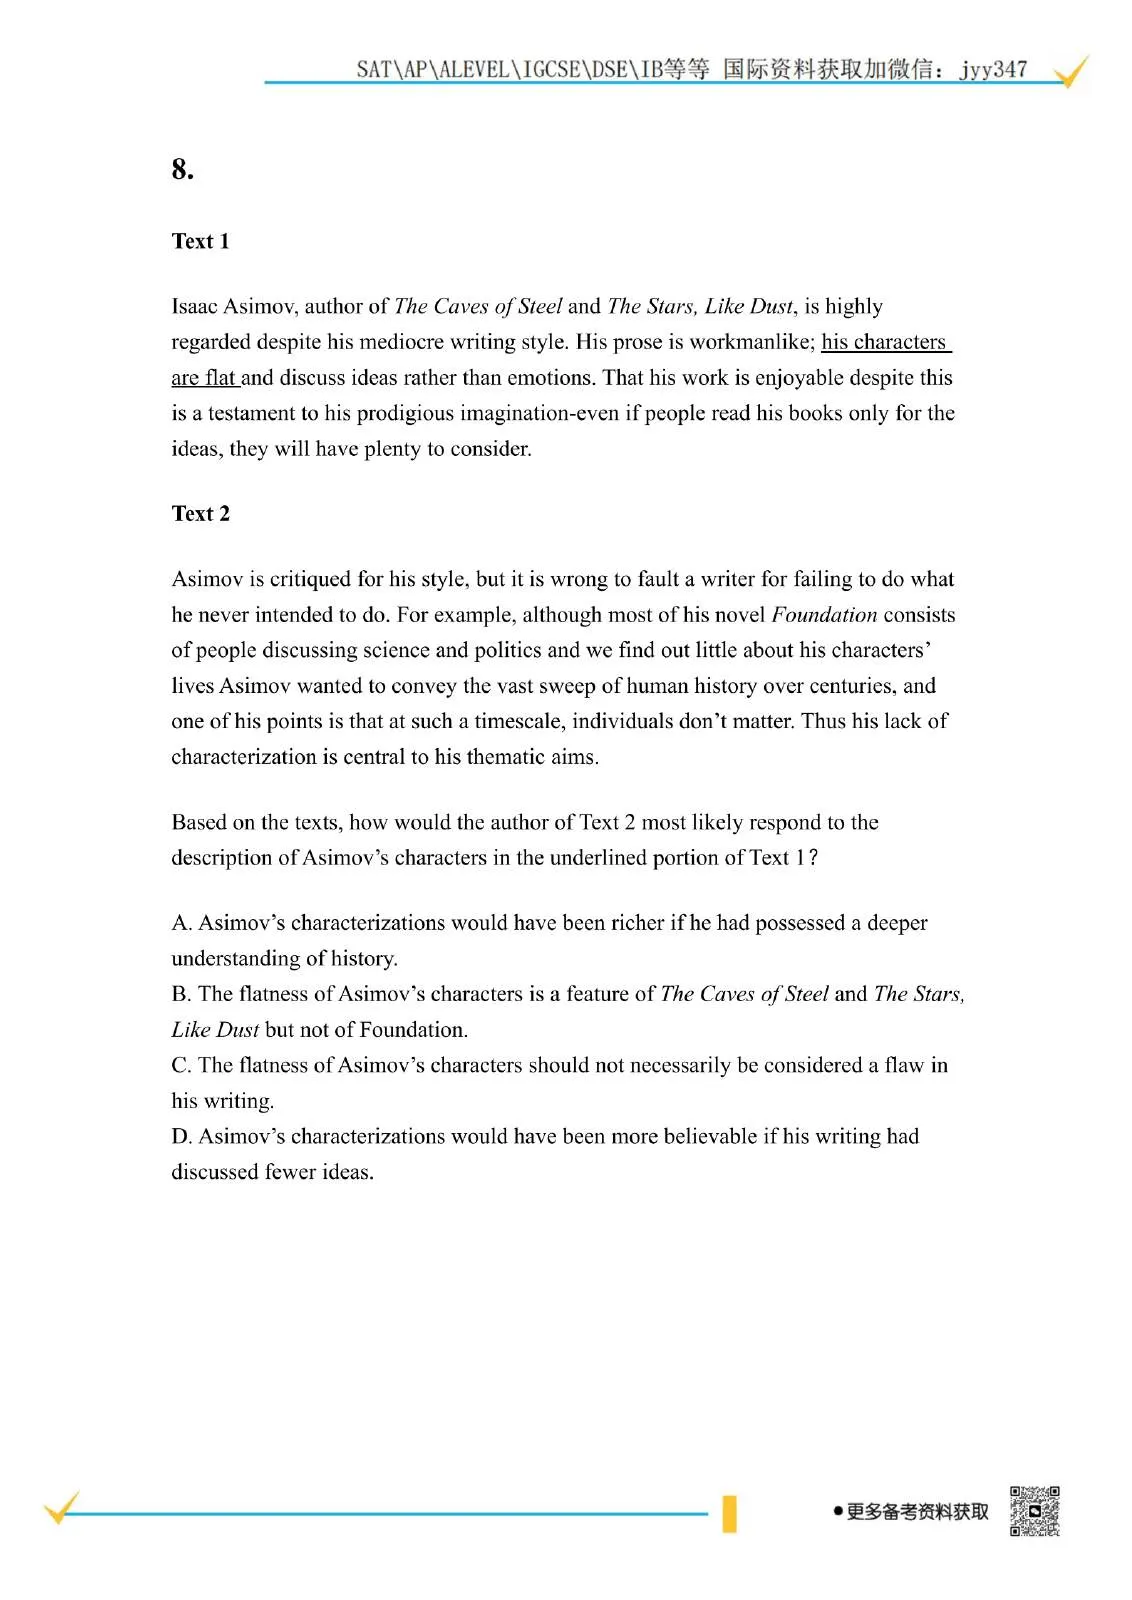 SAT\AP\ALEVEL\IGCSE\DSE\IB等等 国际资料获取加微信：jyy347
8.
Text 1
Isaac Asimov, author of The Caves of Steel and The Stars, Like Dust, is highly
regarded despite his mediocre writing style. His prose is workmanlike; his characters
are flat and discuss ideas rather than emotions. That his work is enjoyable despite this
is a testament to his prodigious imagination-even if people read his books only for the
ideas, they will have plenty to consider.
Text 2
Asimov is critiqued for his style, but it is wrong to fault a writer for failing to do what
he never intended to do. For example, although most of his novel Foundation consists
of people discussing science and politics and we find out little about his characters’
lives Asimov wanted to convey the vast sweep of human history over centuries, and
one of his points is that at such a timescale, individuals don’t matter. Thus his lack of
characterization is central to his thematic aims.
Based on the texts, how would the author of Text 2 most likely respond to the
description of Asimov’s characters in the underlined portion of Text 1?
A. Asimov’s characterizations would have been richer if he had possessed a deeper
understanding of history.
B. The flatness of Asimov’s characters is a feature of The Caves of Steel and The Stars,
Like Dust but not of Foundation.
C. The flatness of Asimov’s characters should not necessarily be considered a flaw in
his writing.
D. Asimov’s characterizations would have been more believable if his writing had
discussed fewer ideas.
●更多备考资料获取